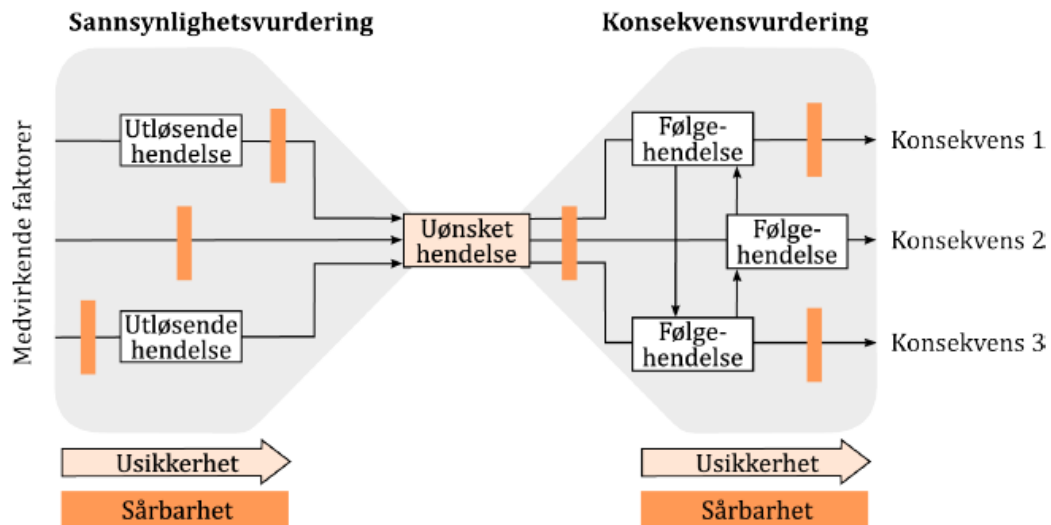 Sannsynlighetsvurdering
Konsekvensvurdering
Medvirkende faktorer
Utløsende
hendelse
Utløsende
hendelse
Uønsket
hendelse
Følge-
hendelse
Følge-
hendelse
Følge-
hendelse
Konsekvens 1
Konsekvens 2
Konsekvens 3
Usikkerhet
Sårbarhet
Usikkerhet
Sårbarhet